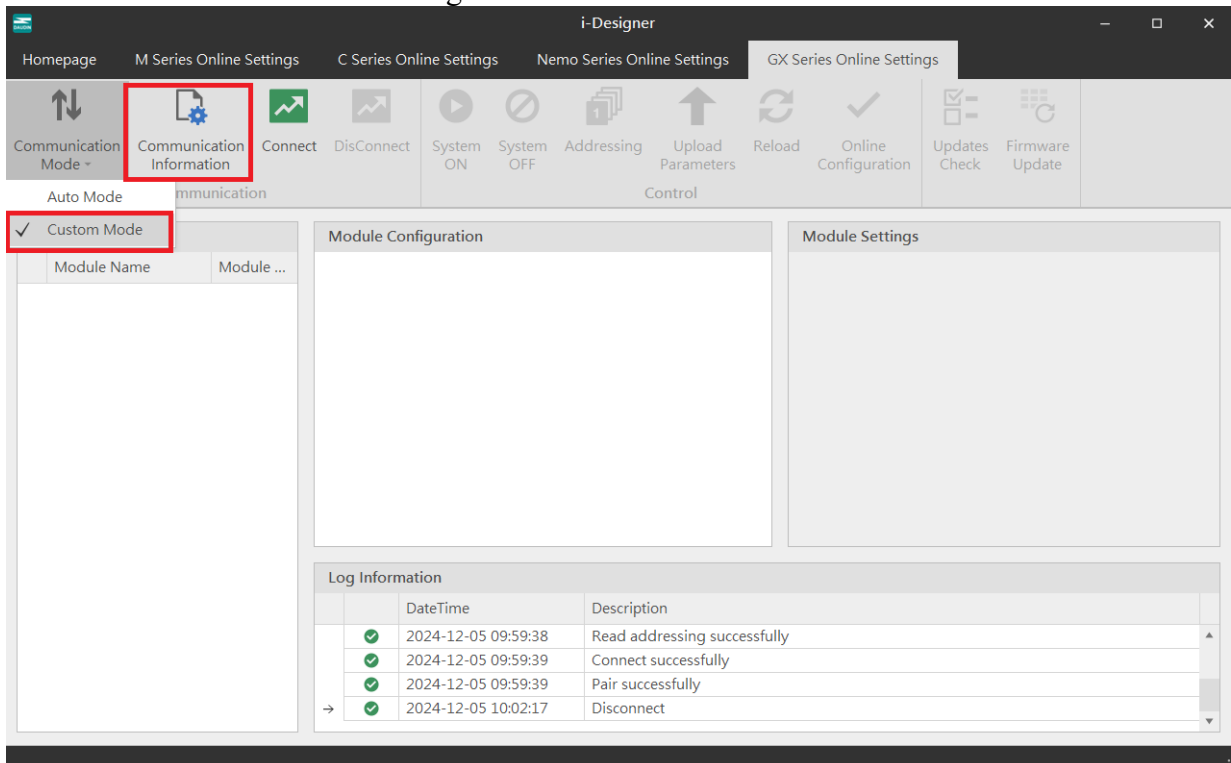 i-Designer
DAUDIN
Homepage M Series Online Settings C Series Online Settings Nemo Series Online Settings GX Series Online Settings
Communication Mode
Communication Information
Connect
DisConnect
System ON
System OFF
Addressing
Upload Parameters
Reload
Online Configuration
Updates Check
Firmware Update
mmunication
Control
Auto Mode
Custom Mode
Module Name Module ...
Module Configuration
Module Settings
Log Information
DateTime Description
2024-12-05 09:59:38 Read addressing successfully
2024-12-05 09:59:39 Connect successfully
2024-12-05 09:59:39 Pair successfully
2024-12-05 10:02:17 Disconnect